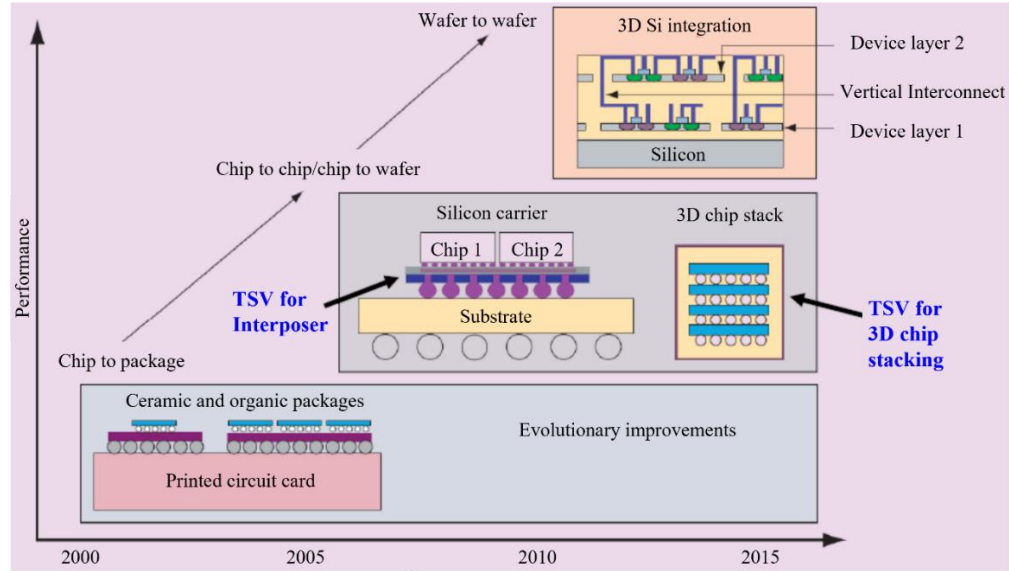 Wafer to wafer
3D Si integration
Device layer 2
Vertical Interconnect
Device layer 1
Silicon
Chip to chip/chip to wafer
Performance
Silicon carrier
3D chip stack
Chip 1
Chip 2
TSV for
Interposer
Substrate
TSV for
3D chip
stacking
Chip to package
Ceramic and organic packages
Evolutionary improvements
Printed circuit card
2000
2005
2010
2015